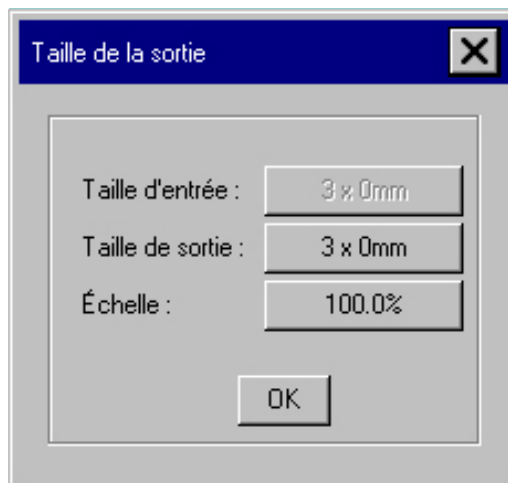 Taille de la sortie
Taille d'entrée : 3 x 0mm
Taille de sortie : 3 x 0mm
Échelle : 100.0%
OK